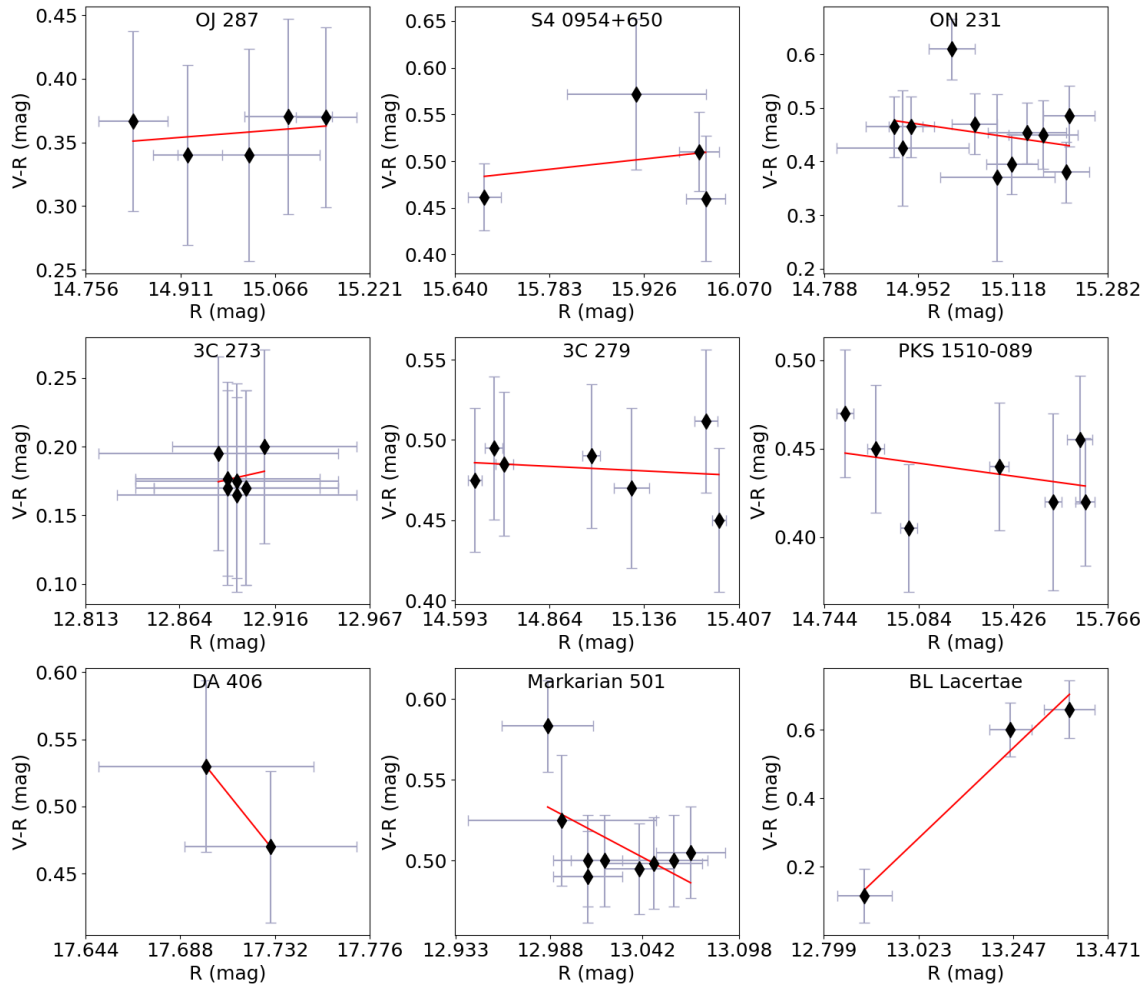 OJ 287
V-R (mag)
0.45
0.40
0.35
0.30
0.25
14.756 14.911 15.066 15.221
R (mag)
S4 0954+650
V-R (mag)
0.65
0.60
0.55
0.50
0.45
0.40
15.640 15.783 15.926 16.070
R (mag)
ON 231
V-R (mag)
0.6
0.5
0.4
0.3
0.2
14.788 14.952 15.118 15.282
R (mag)
3C 273
V-R (mag)
0.25
0.20
0.15
0.10
12.813 12.864 12.916 12.967
R (mag)
3C 279
V-R (mag)
0.55
0.50
0.45
0.40
14.593 14.864 15.136 15.407
R (mag)
PKS 1510-089
V-R (mag)
0.50
0.45
0.40
14.744 15.084 15.426 15.766
R (mag)
DA 406
V-R (mag)
0.60
0.55
0.50
0.45
17.644 17.688 17.732 17.776
R (mag)
Markarian 501
V-R (mag)
0.60
0.55
0.50
12.933 12.988 13.042 13.098
R (mag)
BL Lacertae
V-R (mag)
0.6
0.4
0.2
12.799 13.023 13.247 13.471
R (mag)